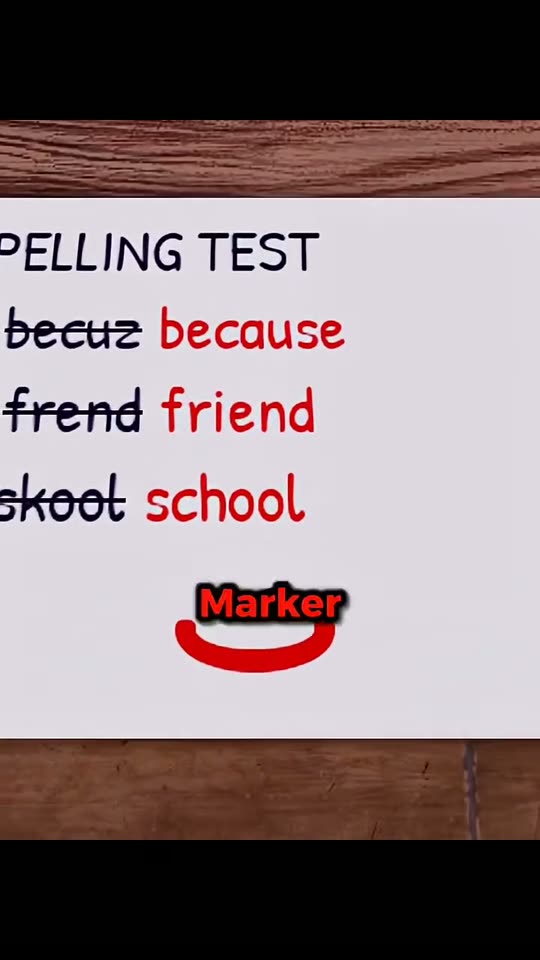 PELLING TEST
becuz because
frend friend
skool school
Marker